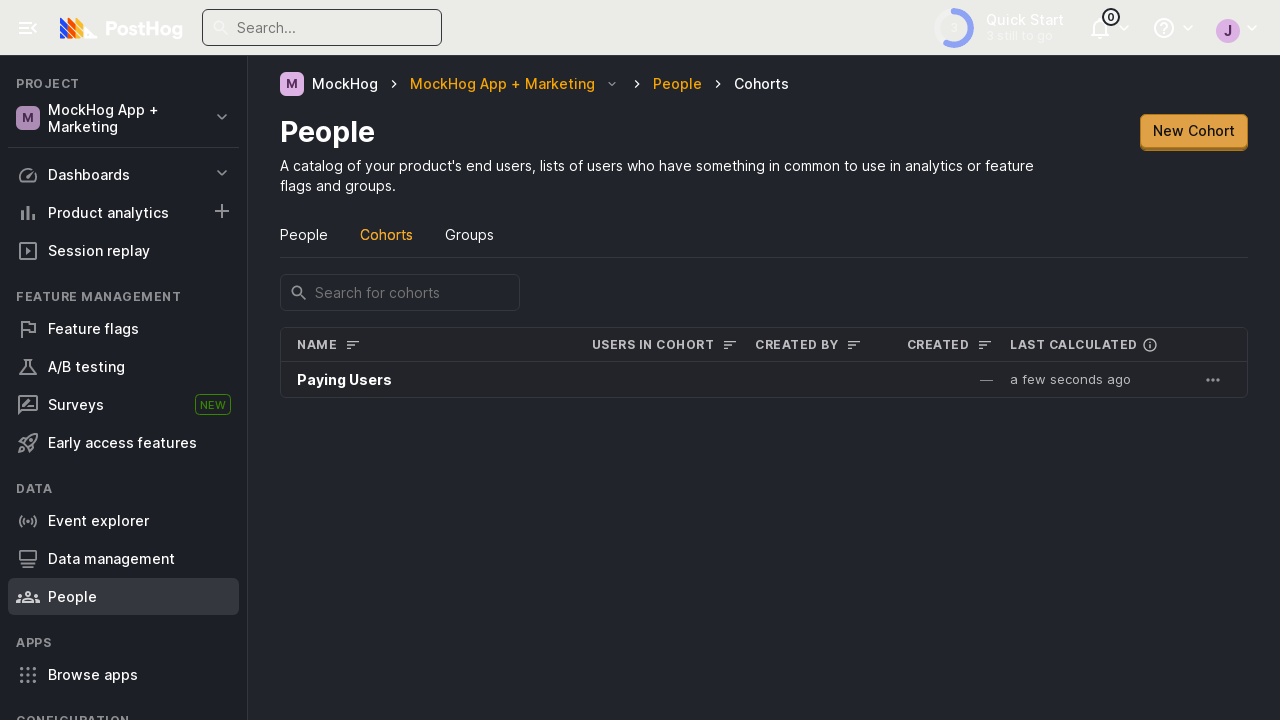 PostHog
Search...
3
Quick Start
3 still to go
0
J
PROJECT
M
MockHog App +
Marketing
Dashboards
Product analytics
Session replay
FEATURE MANAGEMENT
Feature flags
A/B testing
Surveys
NEW
Early access features
DATA
Event explorer
Data management
People
APPS
Browse apps
CONFIGURATION
M
MockHog
MockHog App + Marketing
People
Cohorts
People
New Cohort
A catalog of your product's end users, lists of users who have something in common to use in analytics or feature
flags and groups.
People
Cohorts
Groups
Search for cohorts
NAME
USERS IN COHORT
CREATED BY
CREATED
LAST CALCULATED
Paying Users
—
a few seconds ago